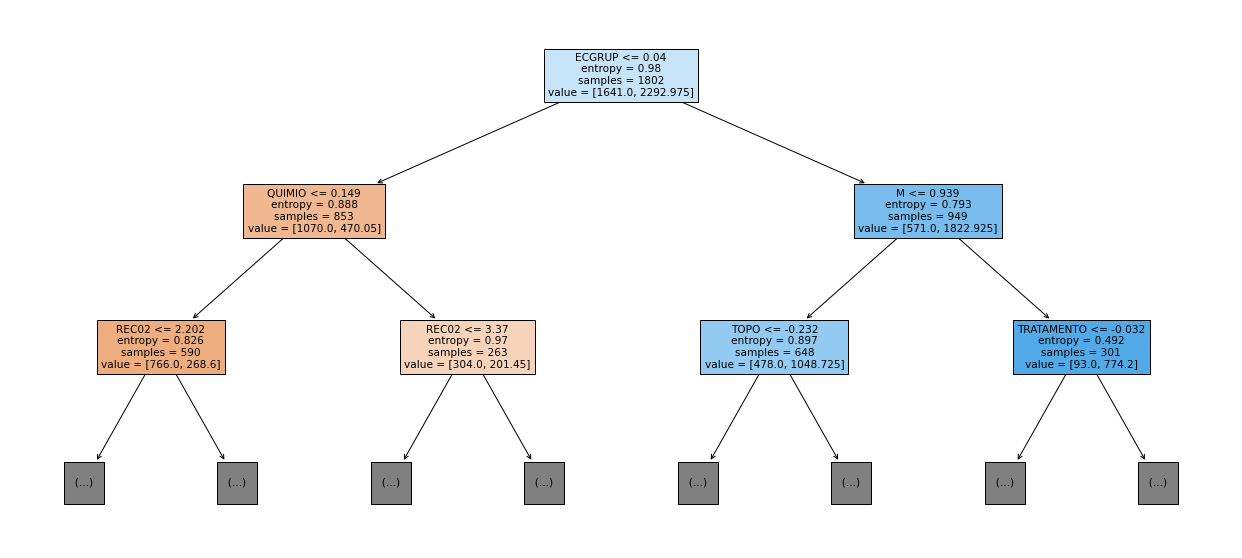 ECGRUP <= 0.04
entropy = 0.98
samples = 1802
value = [1641.0, 2292.975]
QUIMIO <= 0.149
entropy = 0.888
samples = 853
value = [1070.0, 470.05]
M <= 0.939
entropy = 0.793
samples = 949
value = [571.0, 1822.925]
REC02 <= 2.202
entropy = 0.826
samples = 590
value = [766.0, 268.6]
REC02 <= 3.37
entropy = 0.97
samples = 263
value = [304.0, 201.45]
TOPO <= -0.232
entropy = 0.897
samples = 648
value = [478.0, 1048.725]
TRATAMENTO <= -0.032
entropy = 0.492
samples = 301
value = [93.0, 774.2]
(...)
(...)
(...)
(...)
(...)
(...)
(...)
(...)